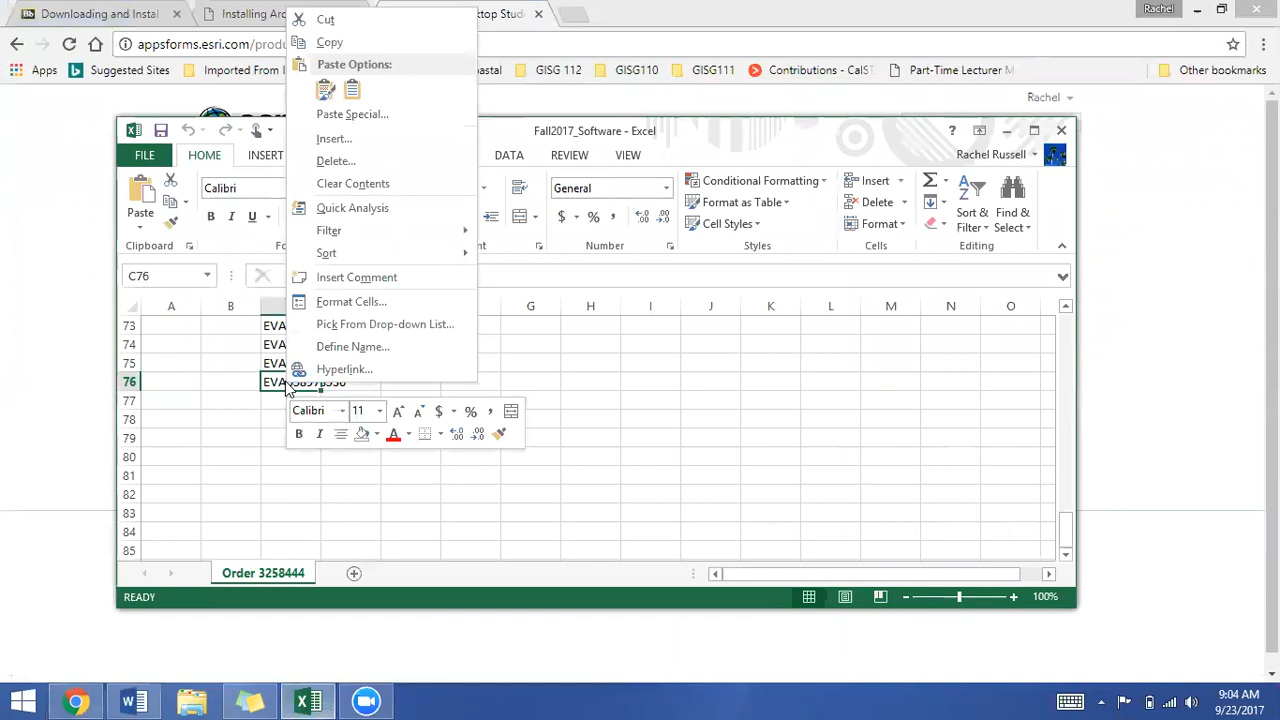 Downloading and Instal
Installing Ar
ktop Stude
Rachel
appsforms.esri.com/produ
Apps
Suggested Sites
Imported From I
oastal
GISG 112
GISG110
GISG111
Contributions - CalST
Part-Time Lecturer
Other bookmarks
Rachel
Fall2017_Software - Excel
FILE
HOME
INSERT
DATA
REVIEW
VIEW
Rachel Russell
Paste
Calibri
B I U
General
$ % ,
Conditional Formatting
Format as Table
Cell Styles
Insert
Delete
Format
Sort & Filter
Find & Select
Clipboard
Number
Styles
Cells
Editing
C76
A B G H I J K L M N O
73 EVA
74 EVA
75 EVA
76 EVA
77
78
79
80
81
82
83
84
85
Cut
Copy
Paste Options:
Paste Special...
Insert...
Delete...
Clear Contents
Quick Analysis
Filter
Sort
Insert Comment
Format Cells...
Pick From Drop-down List...
Define Name...
Hyperlink...
Calibri 11 A A $ % ,
B I A
Order 3258444
READY
100%
9:04 AM
9/23/2017